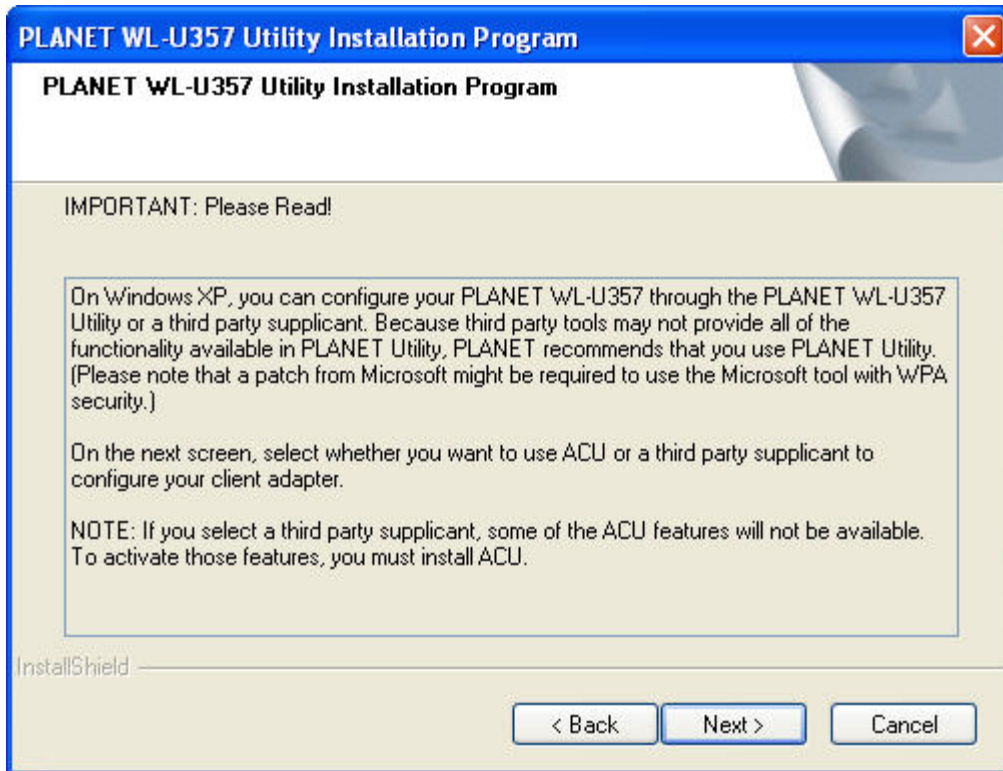 PLANET WL-U357 Utility Installation Program
PLANET WL-U357 Utility Installation Program
IMPORTANT: Please Read!
On Windows XP, you can configure your PLANET WL-U357 through the PLANET WL-U357
Utility or a third party supplicant. Because third party tools may not provide all of the
functionality available in PLANET Utility, PLANET recommends that you use PLANET Utility.
(Please note that a patch from Microsoft might be required to use the Microsoft tool with WPA
security.)
On the next screen, select whether you want to use ACU or a third party supplicant to
configure your client adapter.
NOTE: If you select a third party supplicant, some of the ACU features will not be available.
To activate those features, you must install ACU.
InstallShield
< Back Next > Cancel